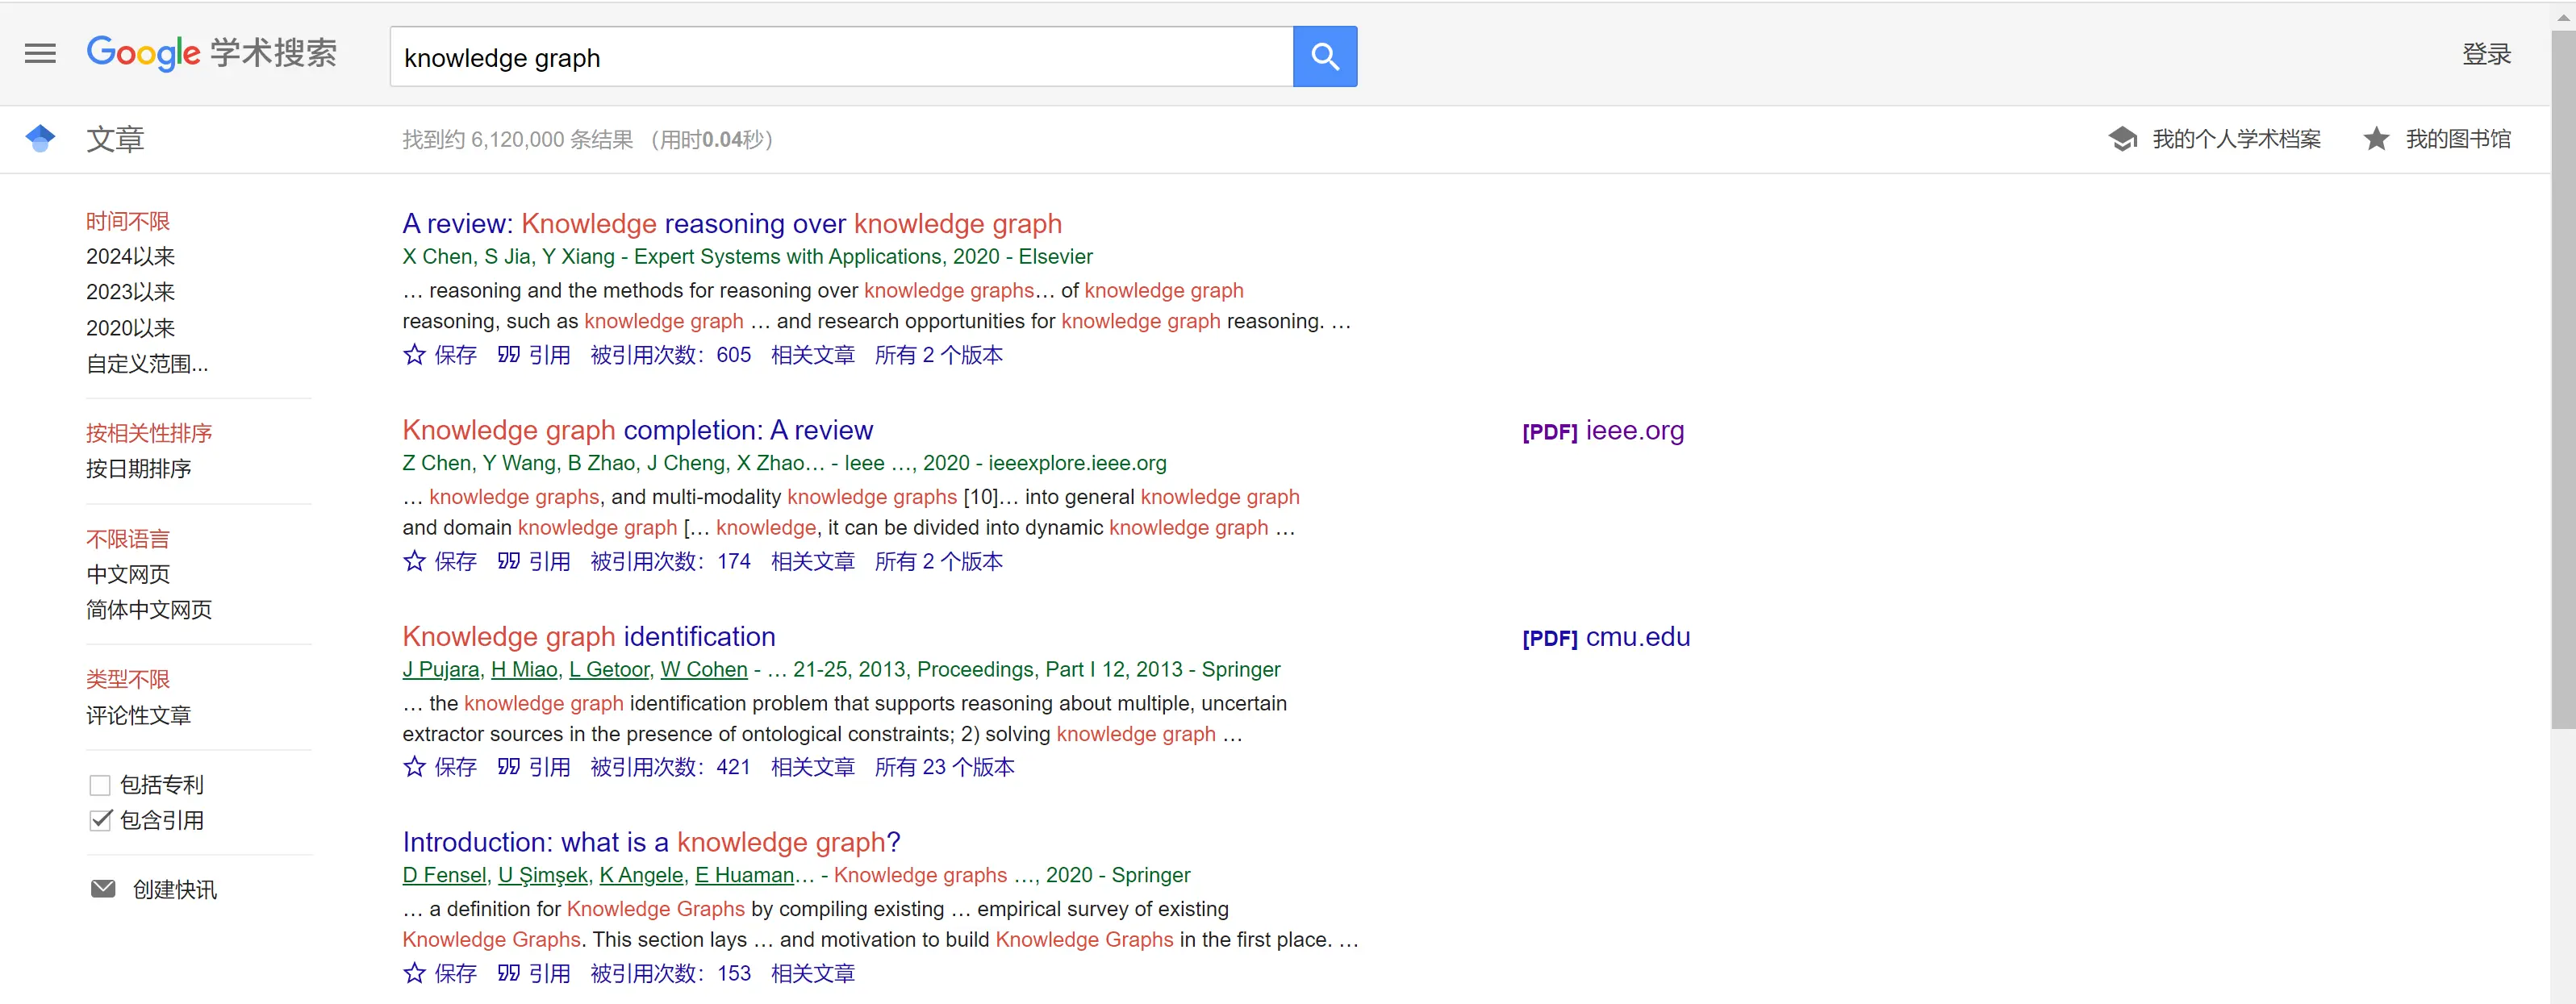 Google 学术搜索
knowledge graph
登录
文章
找到约 6,120,000 条结果 （用时0.04秒）
我的个人学术档案
我的图书馆
时间不限
2024以来
2023以来
2020以来
自定义范围...
按相关性排序
按日期排序
不限语言
中文网页
简体中文网页
类型不限
评论性文章
包括专利
包含引用
创建快讯
A review: Knowledge reasoning over knowledge graph
X Chen, S Jia, Y Xiang - Expert Systems with Applications, 2020 - Elsevier
… reasoning and the methods for reasoning over knowledge graphs… of knowledge graph
reasoning, such as knowledge graph … and research opportunities for knowledge graph reasoning. …
保存 引用 被引用次数：605 相关文章 所有 2 个版本
Knowledge graph completion: A review
[PDF] ieee.org
Z Chen, Y Wang, B Zhao, J Cheng, X Zhao… - Ieee …, 2020 - ieeexplore.ieee.org
… knowledge graphs, and multi-modality knowledge graphs [10]… into general knowledge graph
and domain knowledge graph [… knowledge, it can be divided into dynamic knowledge graph …
保存 引用 被引用次数：174 相关文章 所有 2 个版本
Knowledge graph identification
[PDF] cmu.edu
J Pujara, H Miao, L Getoor, W Cohen - … 21-25, 2013, Proceedings, Part I 12, 2013 - Springer
… the knowledge graph identification problem that supports reasoning about multiple, uncertain
extractor sources in the presence of ontological constraints; 2) solving knowledge graph …
保存 引用 被引用次数：421 相关文章 所有 23 个版本
Introduction: what is a knowledge graph?
D Fensel, U Şimşek, K Angele, E Huaman… - Knowledge graphs …, 2020 - Springer
… a definition for Knowledge Graphs by compiling existing … empirical survey of existing
Knowledge Graphs. This section lays … and motivation to build Knowledge Graphs in the first place. …
保存 引用 被引用次数：153 相关文章